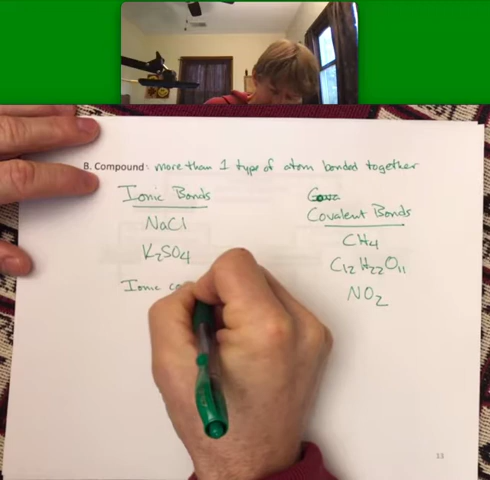 B. Compound: more than 1 type of atom bonded together
Ionic Bonds
NaCl
K₂SO₄
Ionic co
Covalent Bonds
CH₄
C₁₂H₂₂O₁₁
NO₂
13